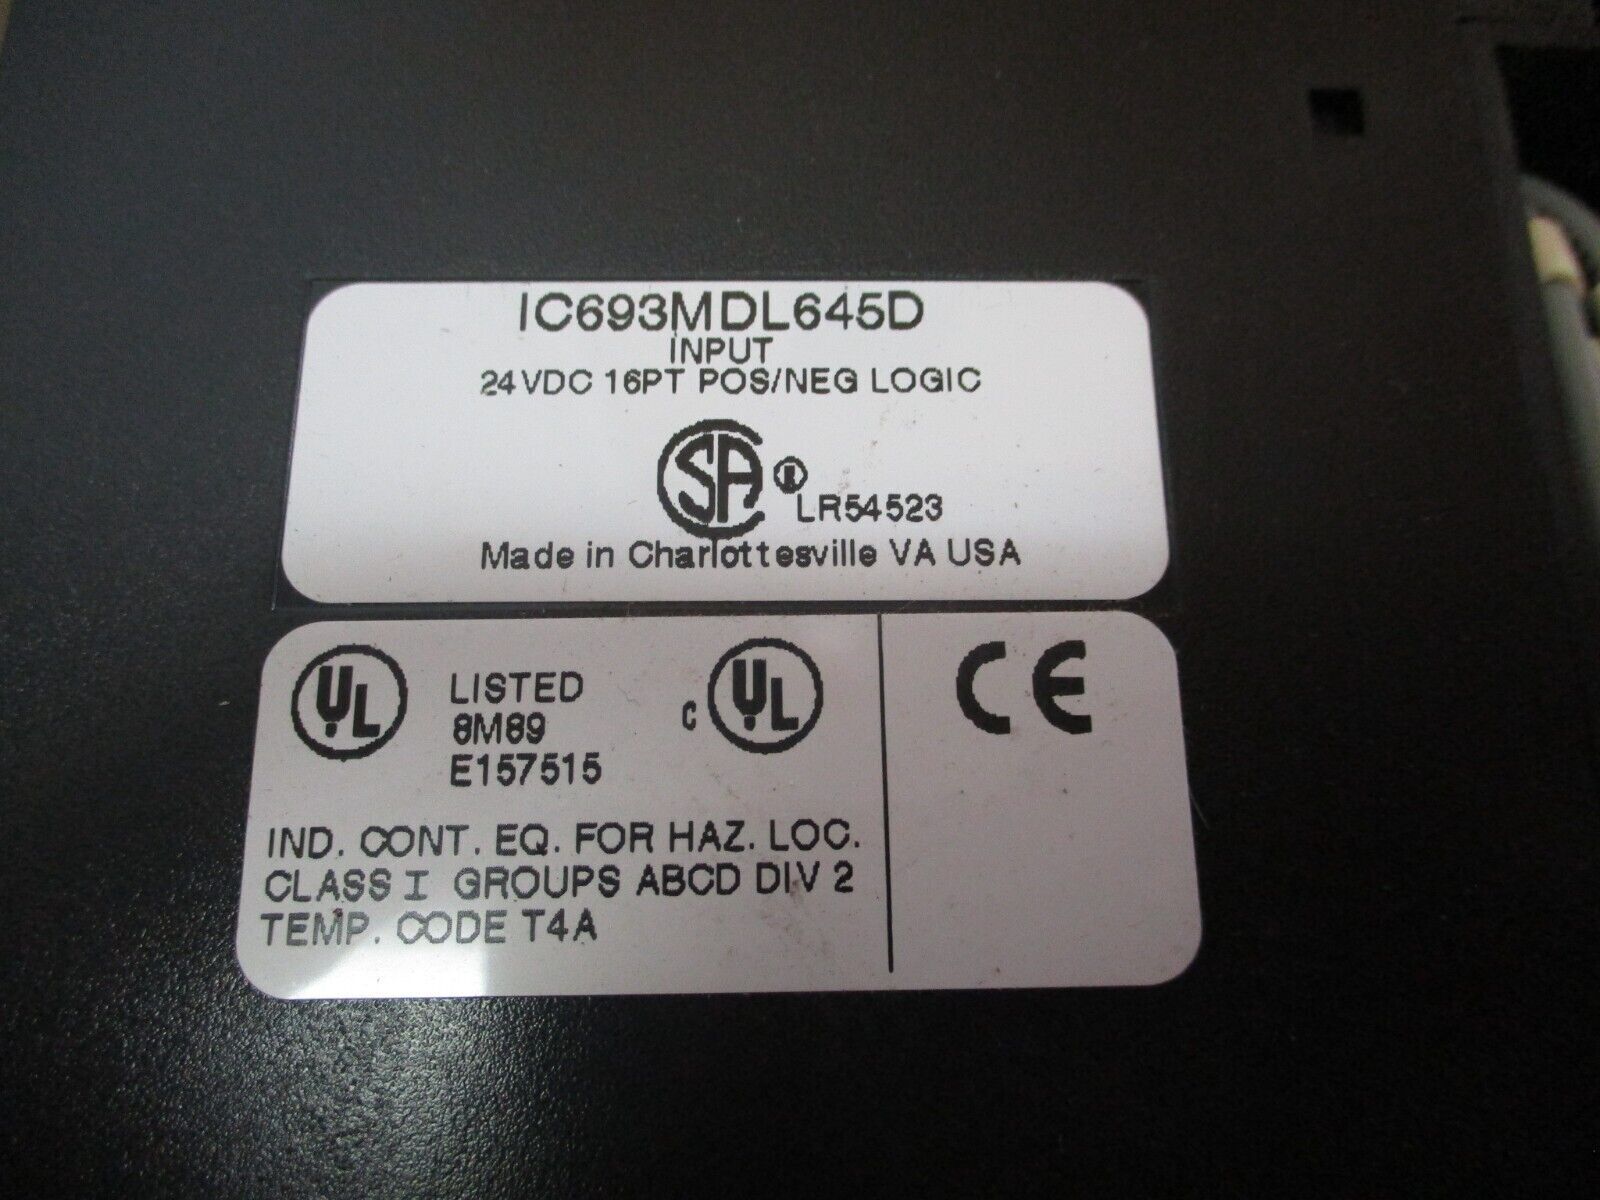 IC693MDL645D
INPUT
24VDC 16PT POS/NEG LOGIC
SA ®
LR54523
Made in Charlottesville VA USA
UL LISTED
8M89
E157515
c UL
CE
IND. CONT. EQ. FOR HAZ. LOC.
CLASS I GROUPS ABCD DIV 2
TEMP. CODE T4A